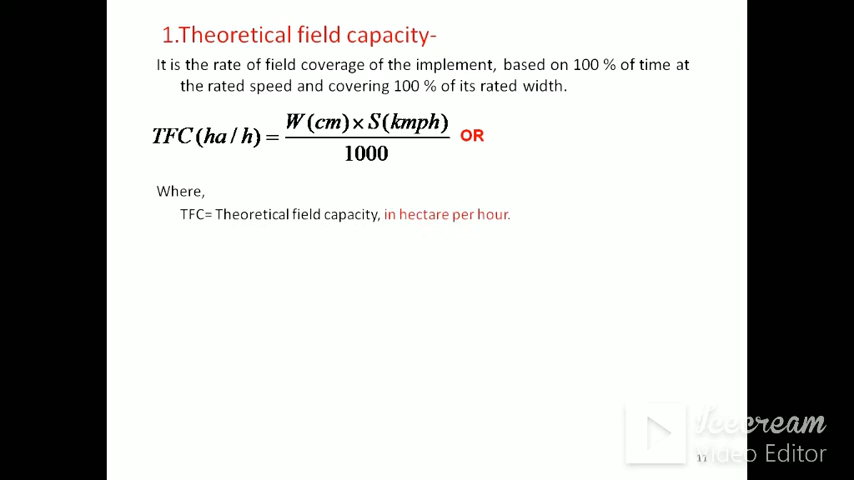 1.Theoretical field capacity-
It is the rate of field coverage of the implement, based on 100 % of time at
the rated speed and covering 100 % of its rated width.
TFC (ha / h) = W (cm) × S(kmph) / 1000 OR
Where,
TFC= Theoretical field capacity, in hectare per hour.
Icecream
Video Editor
17